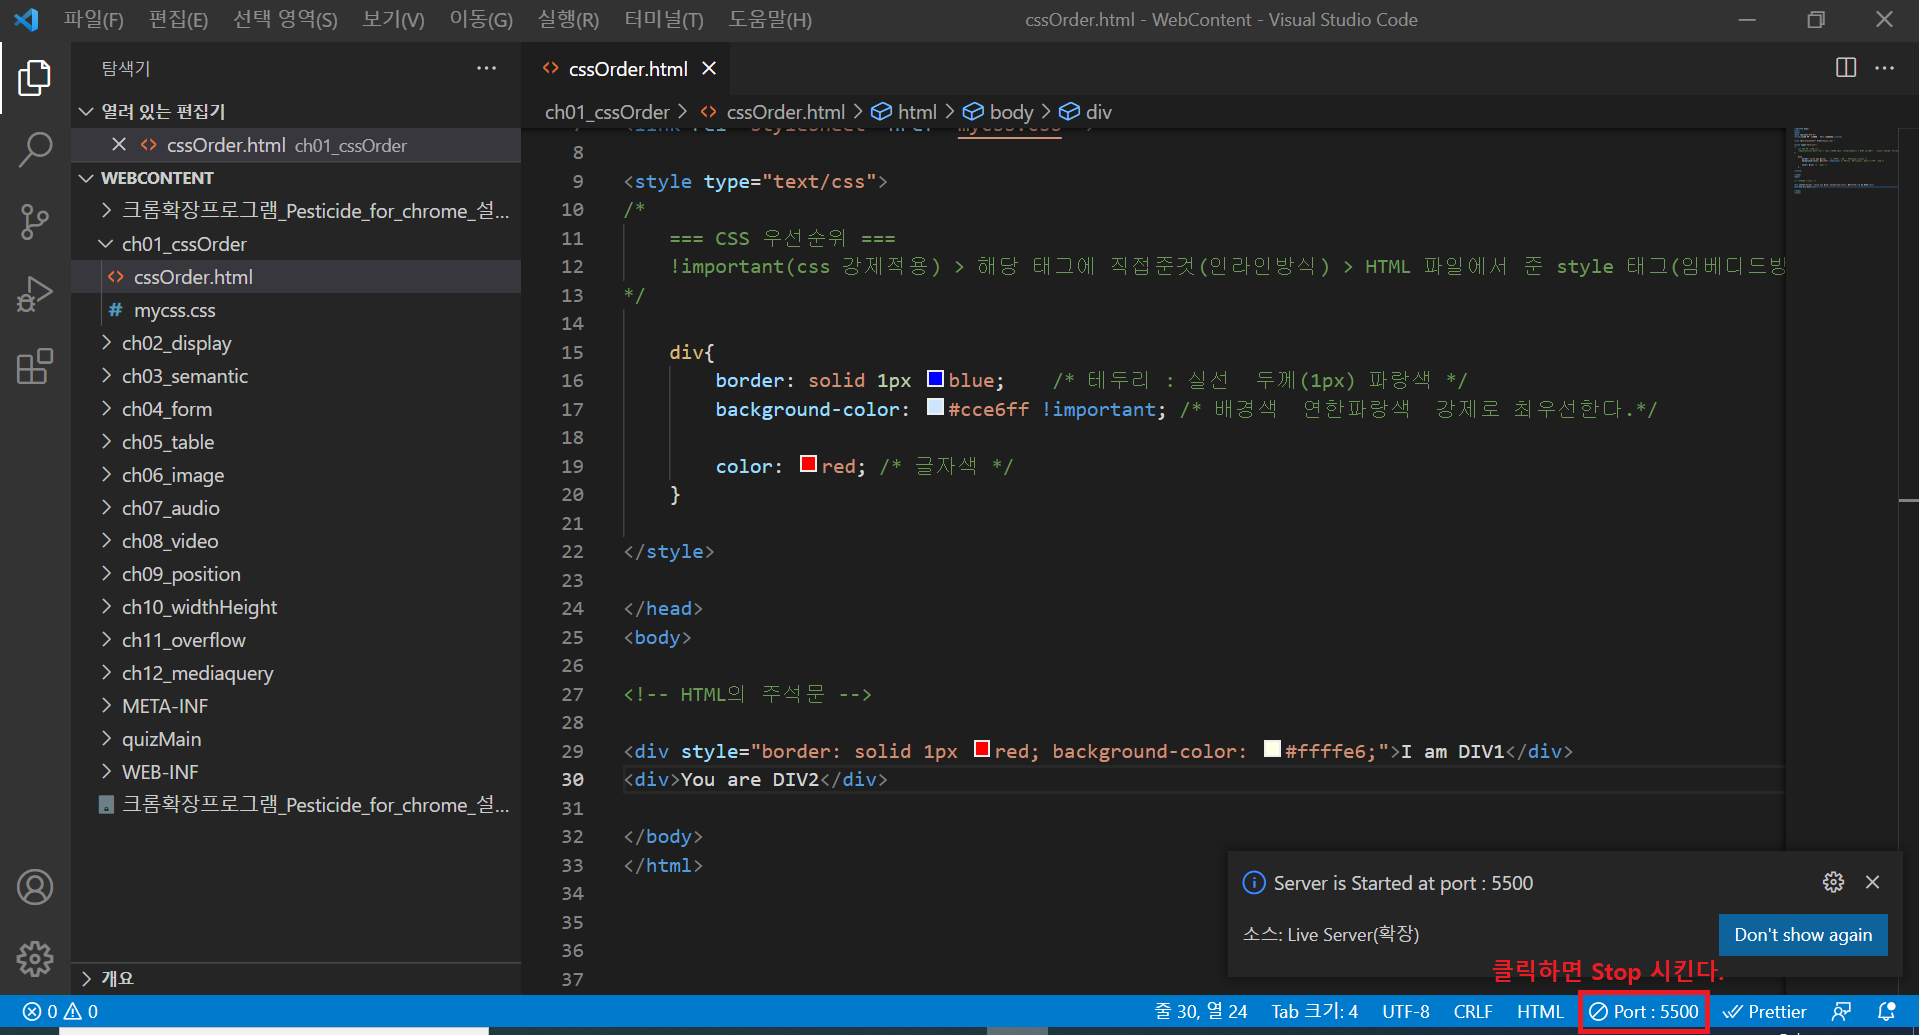 파일(F) 편집(E) 선택 영역(S) 보기(V) 이동(G) 실행(R) 터미널(T) 도움말(H) cssOrder.html - WebContent - Visual Studio Code
탐색기
열려 있는 편집기
cssOrder.html ch01_cssOrder
WEBCONTENT
크롬확장프로그램_Pesticide_for_chrome_설...
ch01_cssOrder
cssOrder.html
mycss.css
ch02_display
ch03_semantic
ch04_form
ch05_table
ch06_image
ch07_audio
ch08_video
ch09_position
ch10_widthHeight
ch11_overflow
ch12_mediaquery
META-INF
quizMain
WEB-INF
크롬확장프로그램_Pesticide_for_chrome_설...
개요
cssOrder.html
ch01_cssOrder > cssOrder.html > html > body > div
8
9 <style type="text/css">
10 /*
11 === CSS 우선순위 ===
12 !important(css 강제적용) > 해당 태그에 직접준것(인라인방식) > HTML 파일에서 준 style 태그(임베디드방
13 */
14
15 div{
16 border: solid 1px blue; /* 테두리 : 실선 두께(1px) 파랑색 */
17 background-color: #cce6ff !important; /* 배경색 연한파랑색 강제로 최우선한다.*/
18
19 color: red; /* 글자색 */
20 }
21
22 </style>
23
24 </head>
25 <body>
26
27 <!-- HTML의 주석문 -->
28
29 <div style="border: solid 1px red; background-color: #ffffe6;">I am DIV1</div>
30 <div>You are DIV2</div>
31
32 </body>
33 </html>
34
35
36
37
Server is Started at port : 5500
소스: Live Server(확장)
Don't show again
클릭하면 Stop 시킨다.
0 0 줄 30, 열 24 Tab 크기: 4 UTF-8 CRLF HTML Port : 5500 Prettier